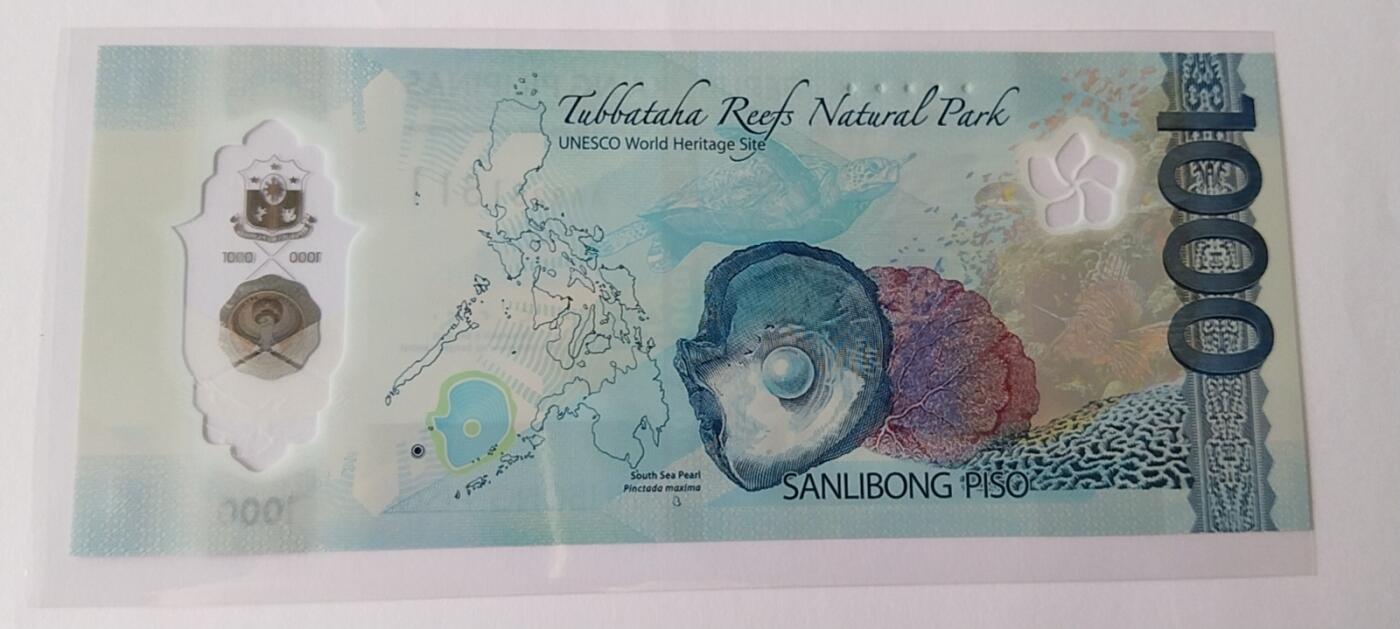 Tubbataha Reefs Natural Park
UNESCO World Heritage Site
1000 1000
South Sea Pearl
Pinctada maxima
SANLIBONG PISO
1000
1000